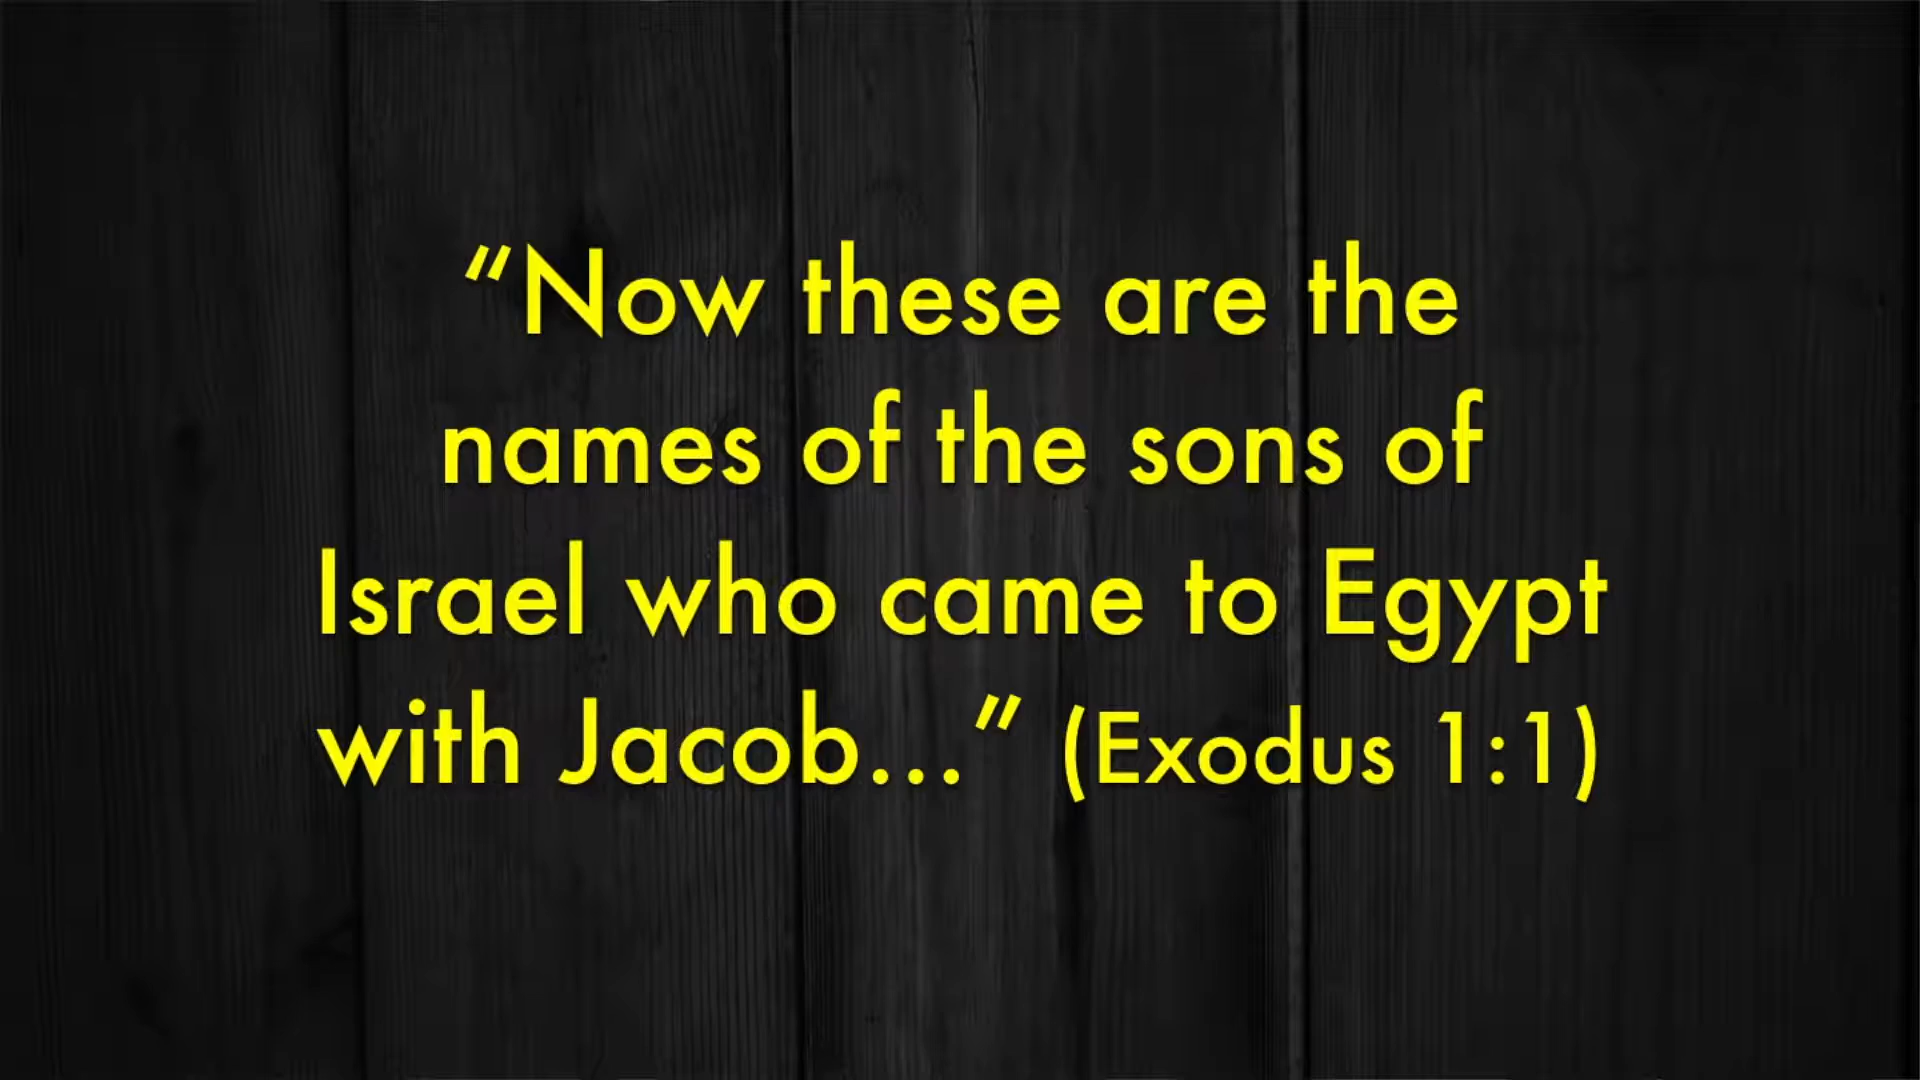 “Now these are the
names of the sons of
Israel who came to Egypt
with Jacob...” (Exodus 1:1)